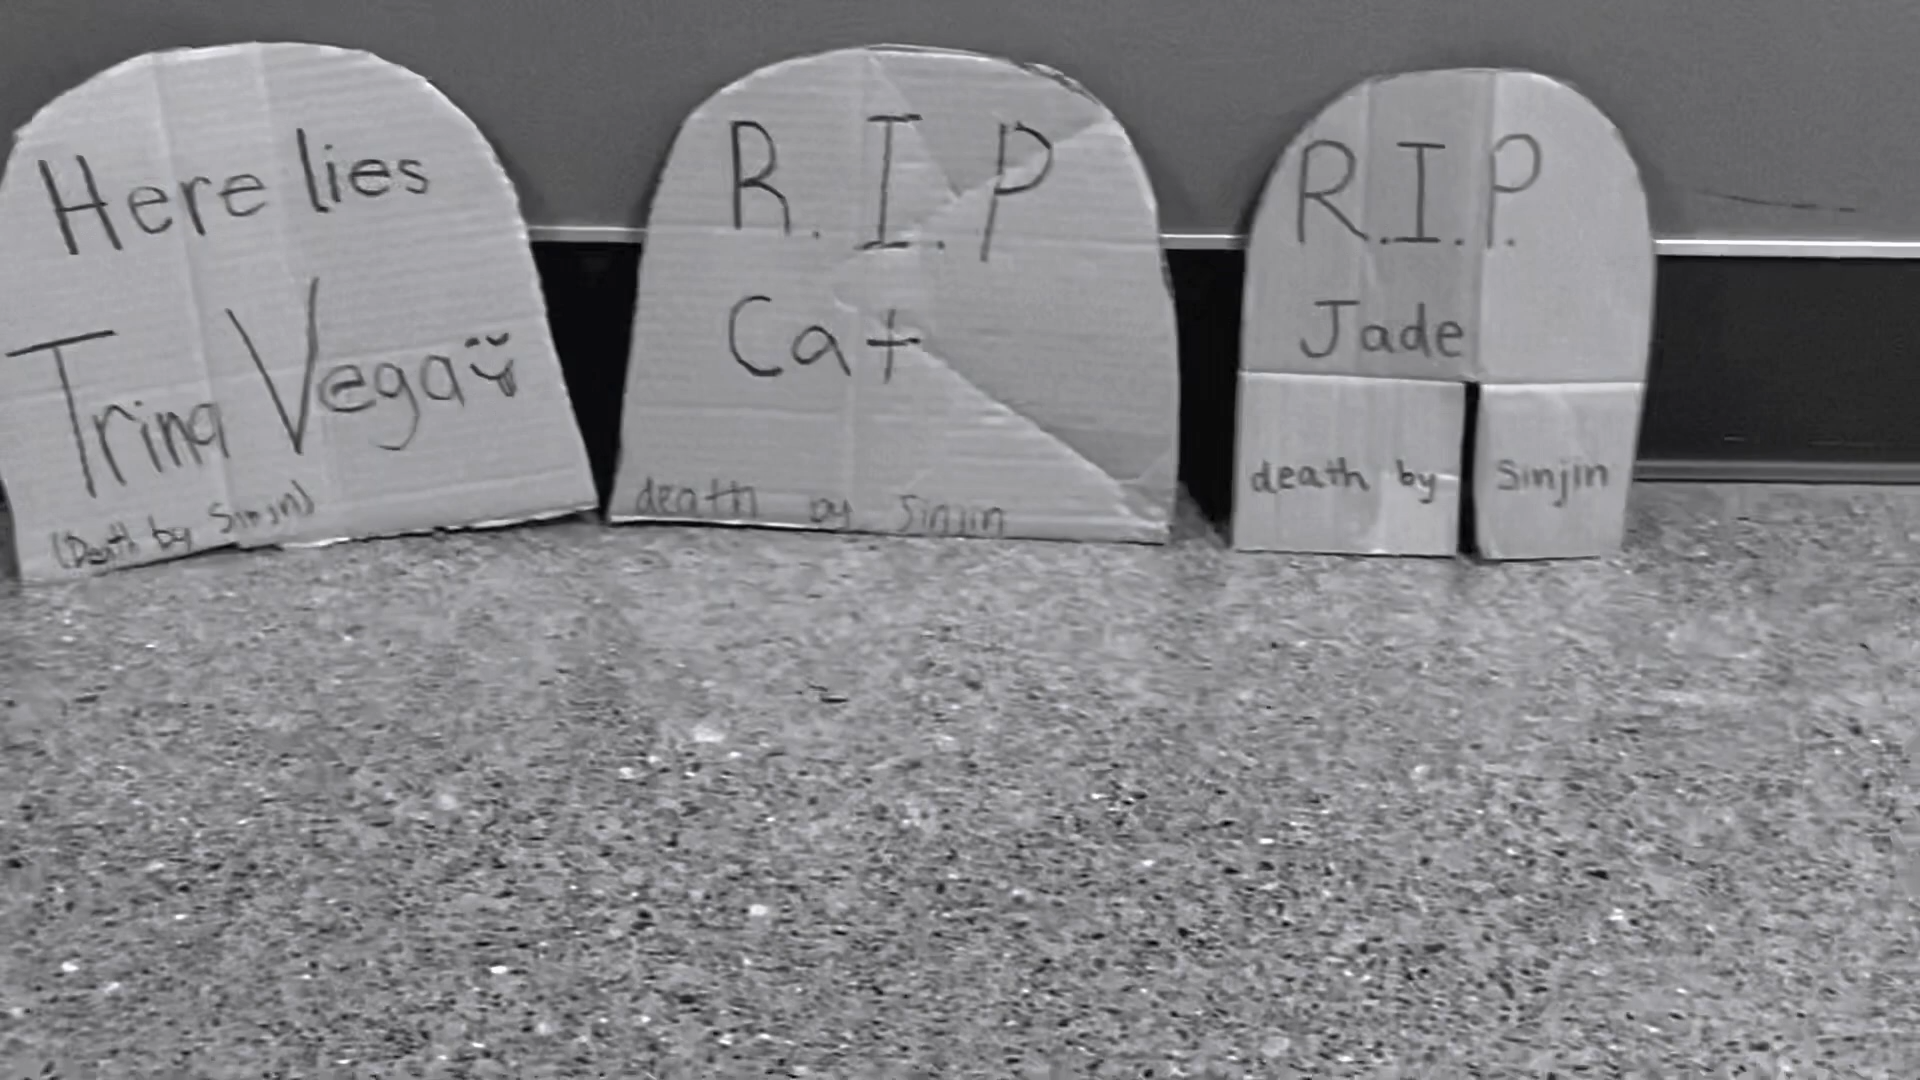 Here lies
Trina Vega
(Death by Sinjin)
R.I.P
Cat
death by Sinjin
R.I.P.
Jade
death by Sinjin